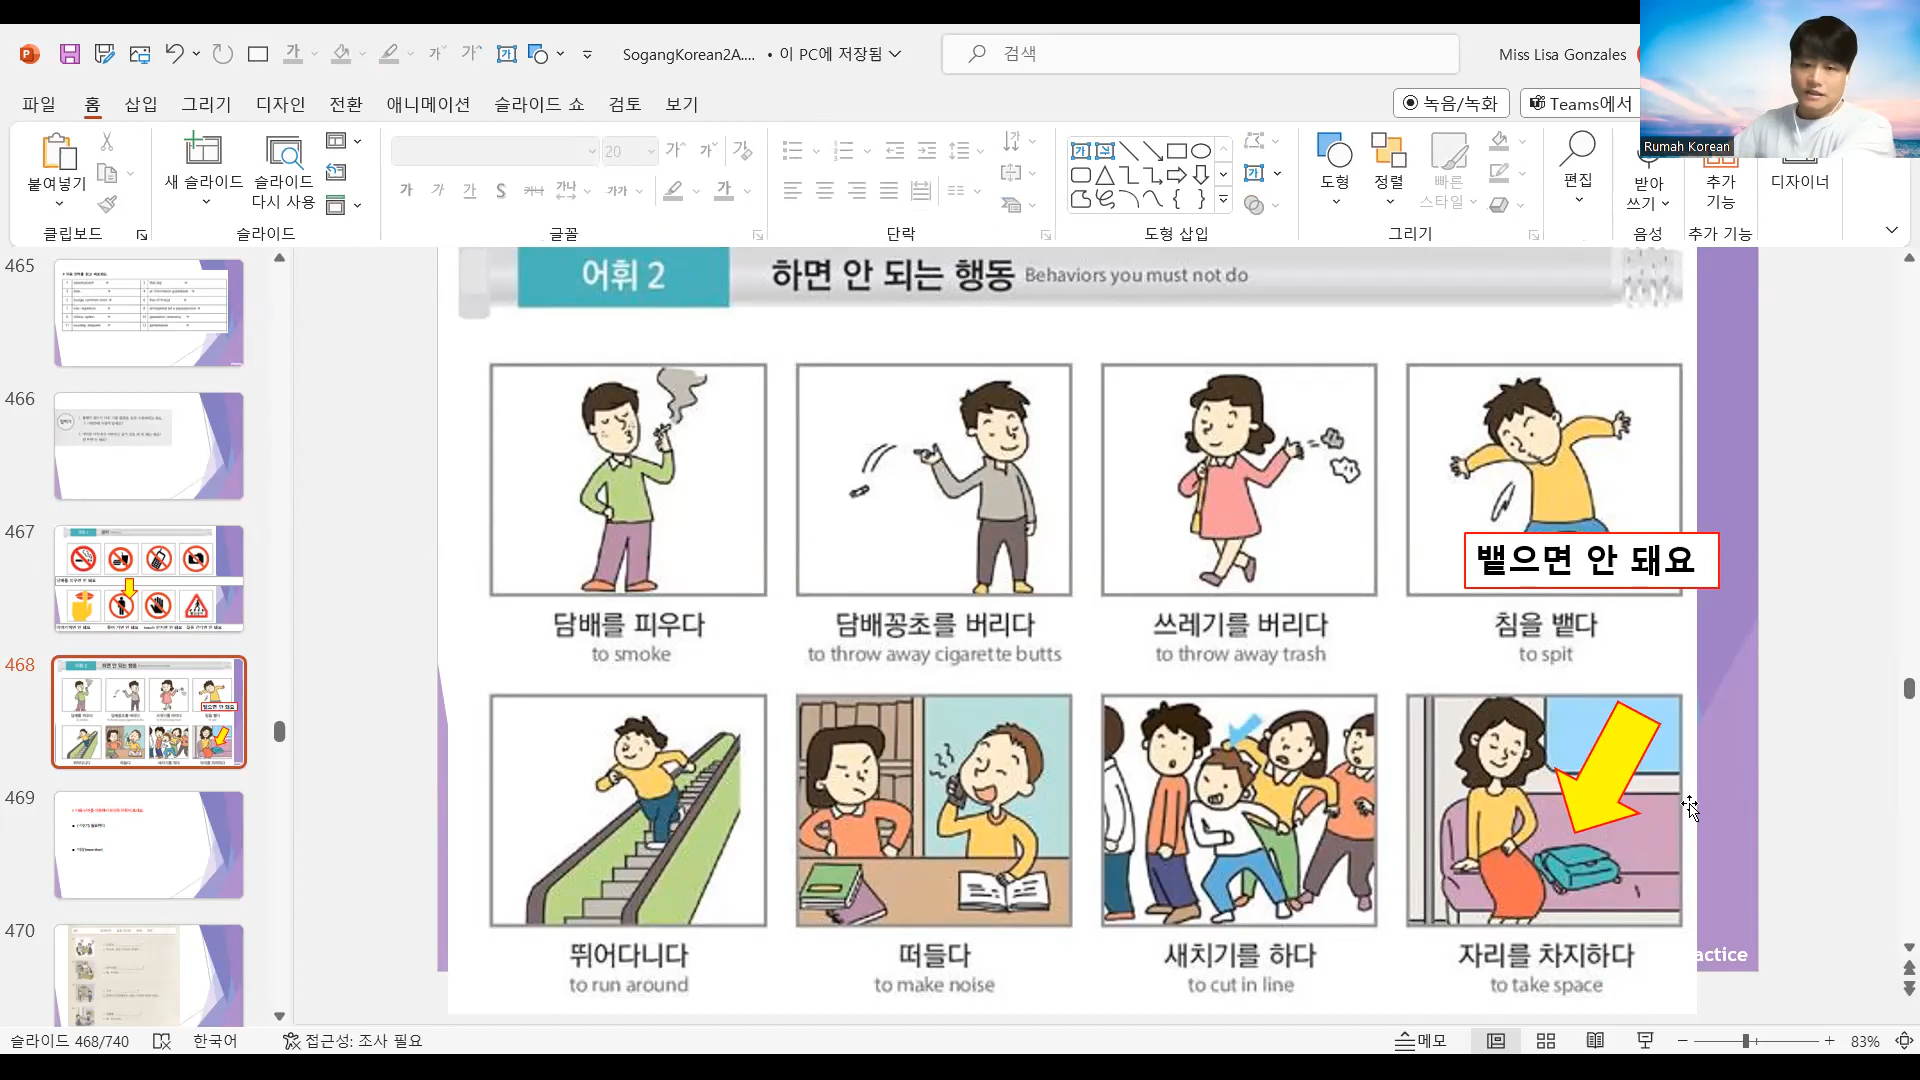 SogangKorean2A.... • 이 PC에 저장됨
검색
Miss Lisa Gonzales
Rumah Korean
파일 홈 삽입 그리기 디자인 전환 애니메이션 슬라이드 쇼 검토 보기
녹음/녹화
Teams에서
붙여넣기
새 슬라이드
슬라이드
다시 사용
20
도형
정렬
빠른
스타일
편집
받아
쓰기
추가
기능
디자이너
클립보드
슬라이드
글꼴
단락
도형 삽입
그리기
음성
추가 기능
465
466
467
468
469
470
어휘 2
하면 안 되는 행동 Behaviors you must not do
뱉으면 안 돼요
담배를 피우다
to smoke
담배꽁초를 버리다
to throw away cigarette butts
쓰레기를 버리다
to throw away trash
침을 뱉다
to spit
뛰어다니다
to run around
떠들다
to make noise
새치기를 하다
to cut in line
자리를 차지하다
to take space
actice
슬라이드 468/740
한국어
접근성: 조사 필요
메모
83%